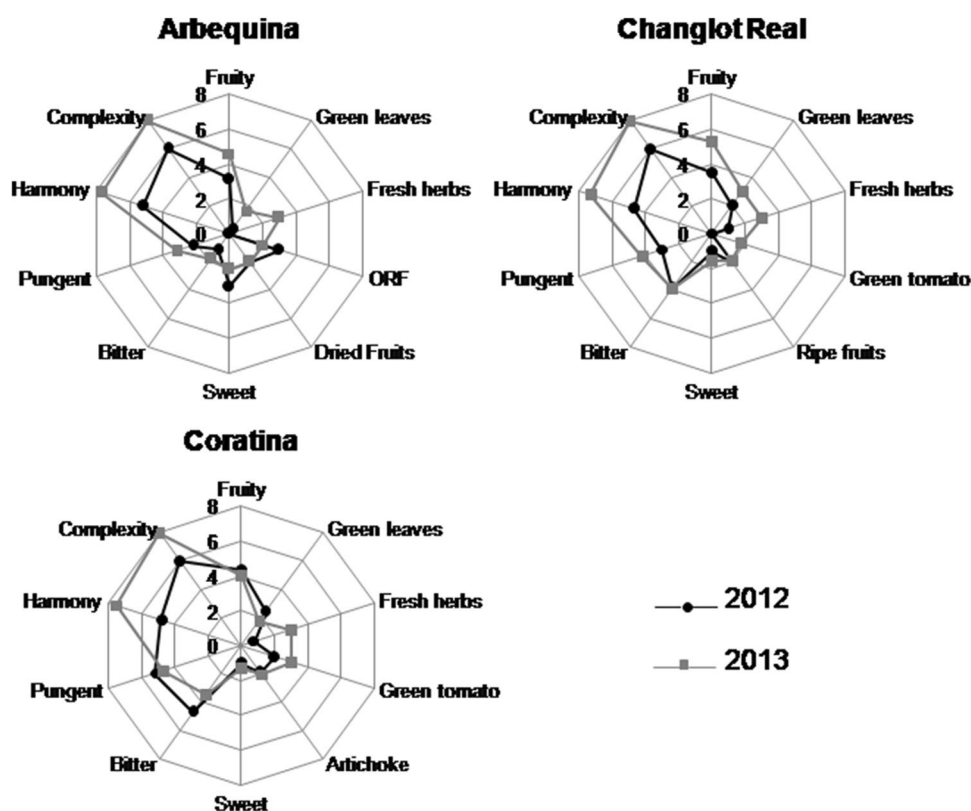 Arbequina
Fruity
Green leaves
Fresh herbs
ORF
Dried Fruits
Sweet
Bitter
Pungent
Harmony
Complexity
8
6
4
2
0
Changlot Real
Fruity
Green leaves
Fresh herbs
Green tomato
Ripe fruits
Sweet
Bitter
Pungent
Harmony
Complexity
8
6
4
2
0
Coratina
Fruity
Green leaves
Fresh herbs
Green tomato
Artichoke
Sweet
Bitter
Pungent
Harmony
Complexity
8
6
4
2
0
2012
2013